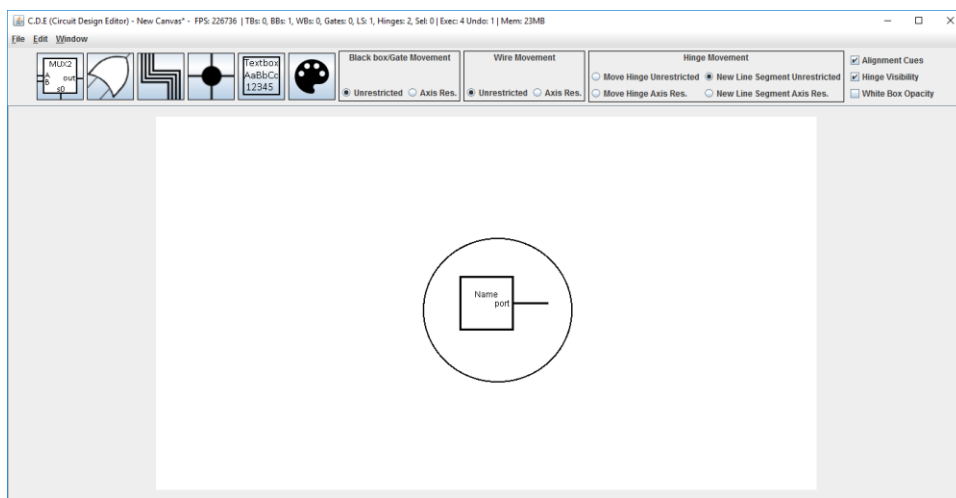 C.D.E (Circuit Design Editor) - New Canvas* - FPS: 226736 | TBs: 0, BBs: 1, WBs: 0, Gates: 0, LS: 1, Hinges: 2, Sel: 0 | Exec: 4 Undo: 1 | Mem: 23MB
File Edit Window
MUX2
A
B
out
s0
Textbox
AaBbCc
12345
Black box/Gate Movement
Unrestricted Axis Res.
Wire Movement
Unrestricted Axis Res.
Hinge Movement
Move Hinge Unrestricted New Line Segment Unrestricted
Move Hinge Axis Res. New Line Segment Axis Res.
Alignment Cues
Hinge Visibility
White Box Opacity
Name
port